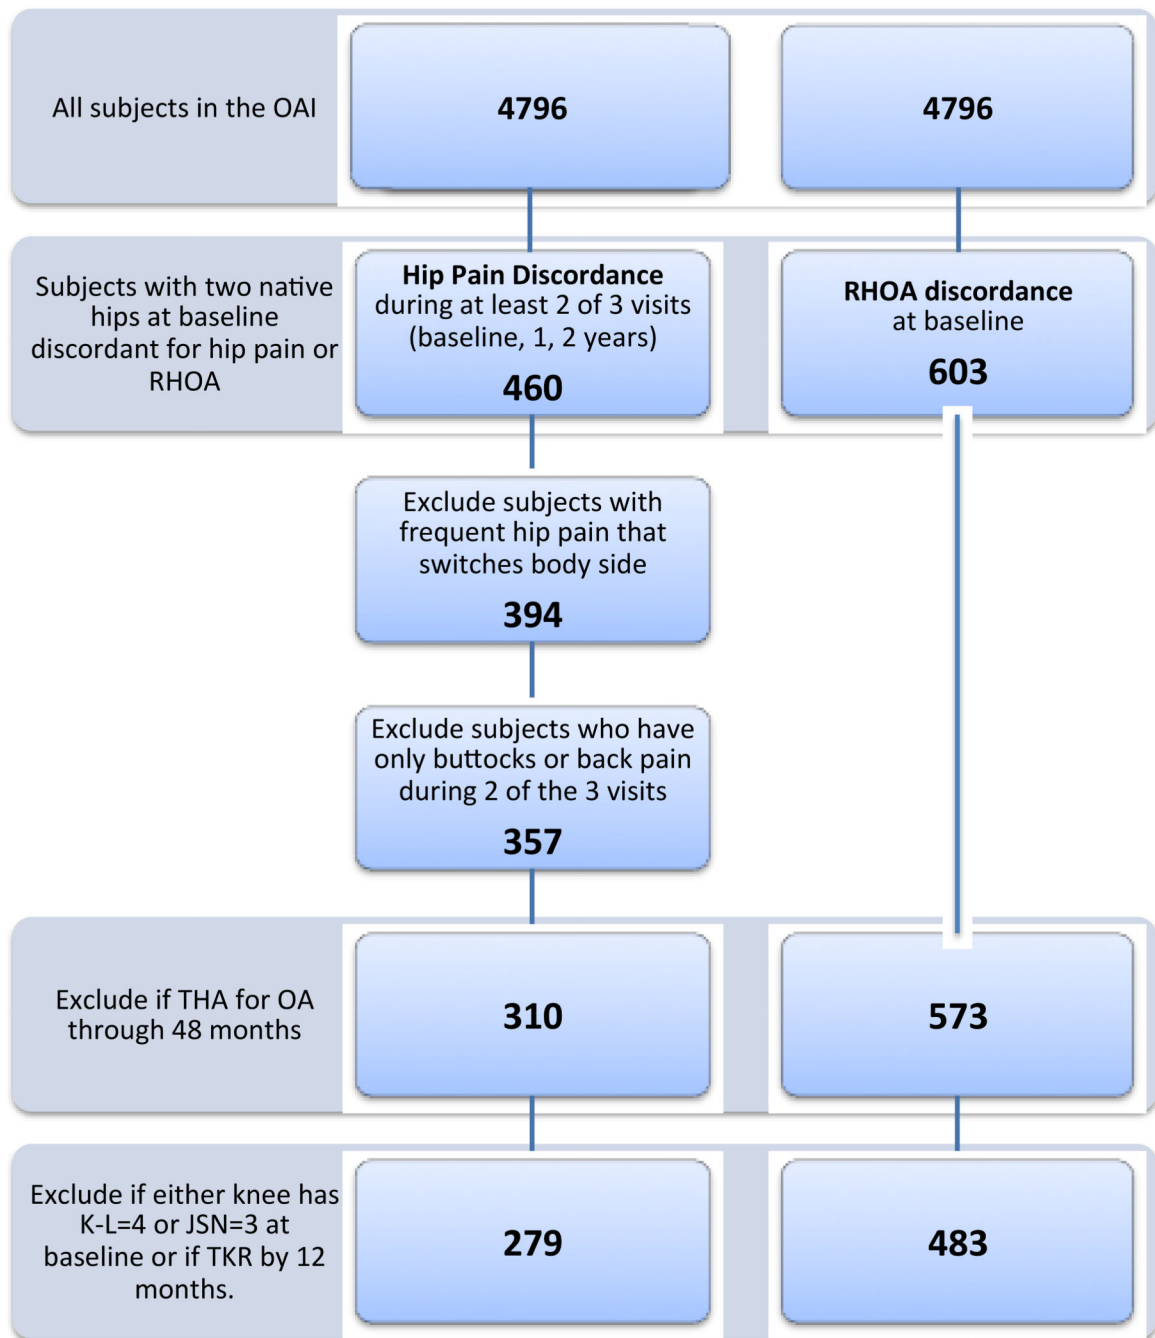 All subjects in the OAI
4796
4796
Subjects with two native
hips at baseline
discordant for hip pain or
RHOA
Hip Pain Discordance
during at least 2 of 3 visits
(baseline, 1, 2 years)
460
RHOA discordance
at baseline
603
Exclude subjects with
frequent hip pain that
switches body side
394
Exclude subjects who have
only buttocks or back pain
during 2 of the 3 visits
357
Exclude if THA for OA
through 48 months
310
573
Exclude if either knee has
K-L=4 or JSN=3 at
baseline or if TKR by 12
months.
279
483